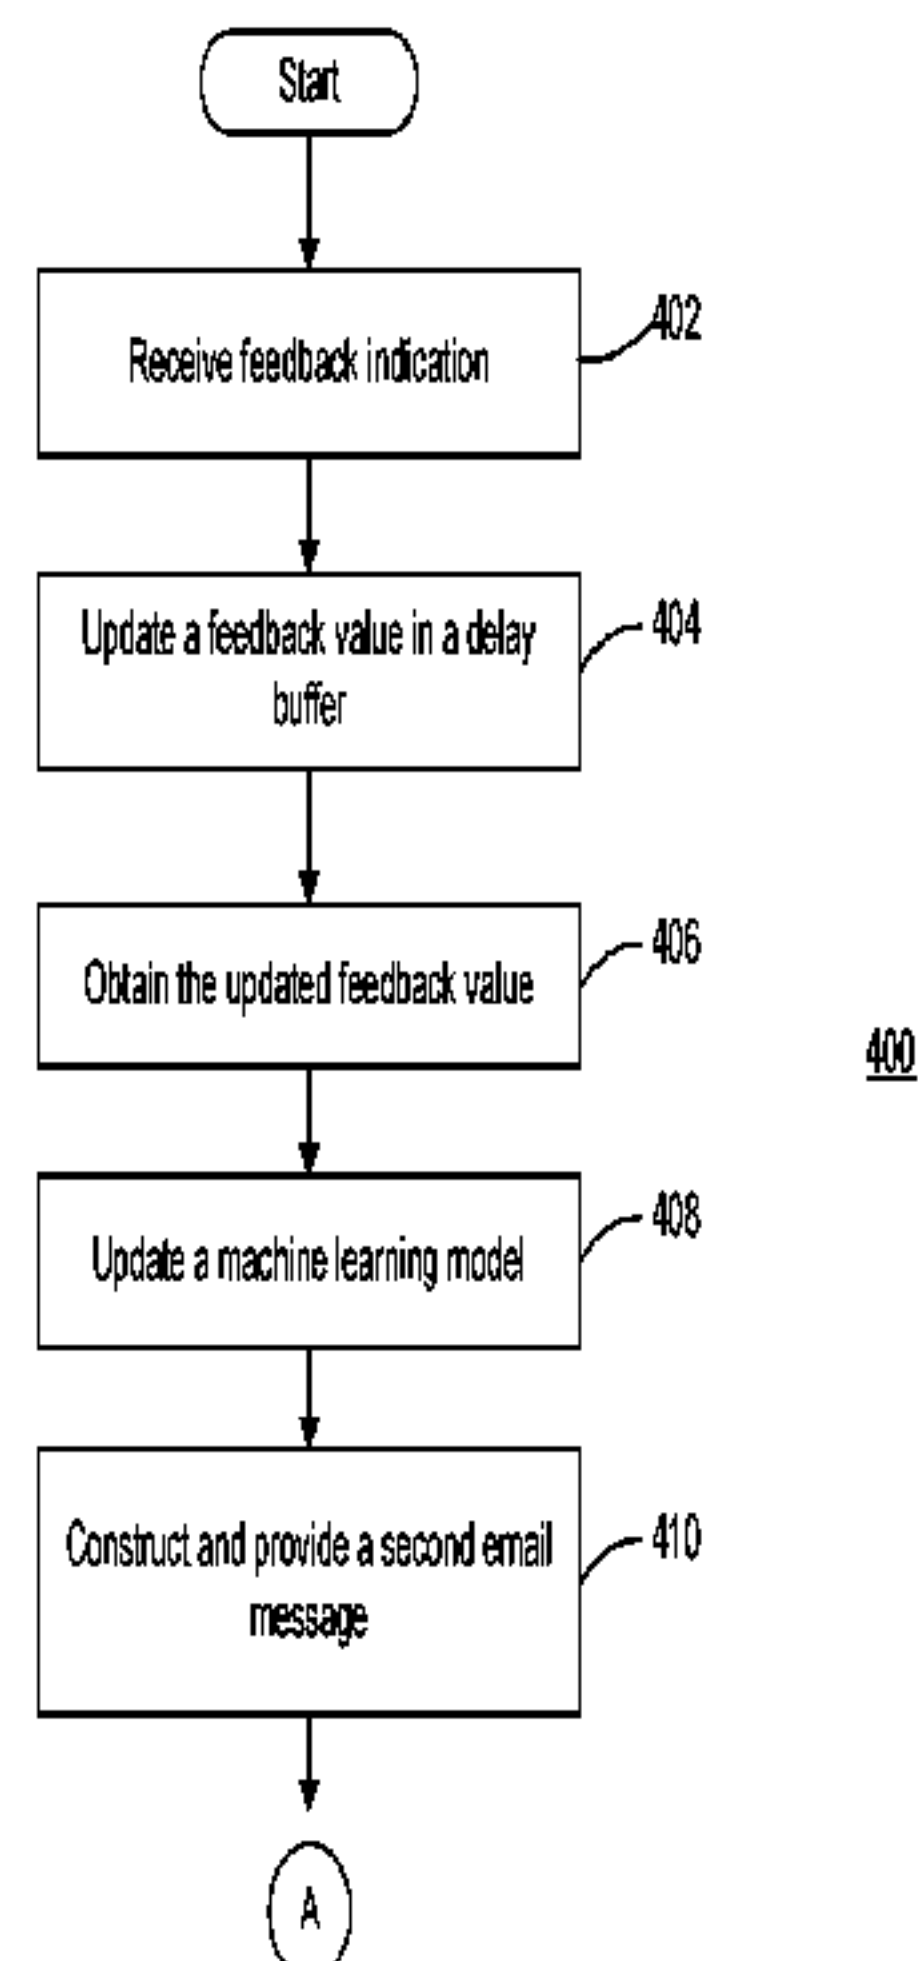 Start
Receive feedback indication
402
Update a feedback value in a delay
buffer
404
Obtain the updated feedback value
406
400
Update a machine learning model
408
Construct and provide a second email
message
410
A